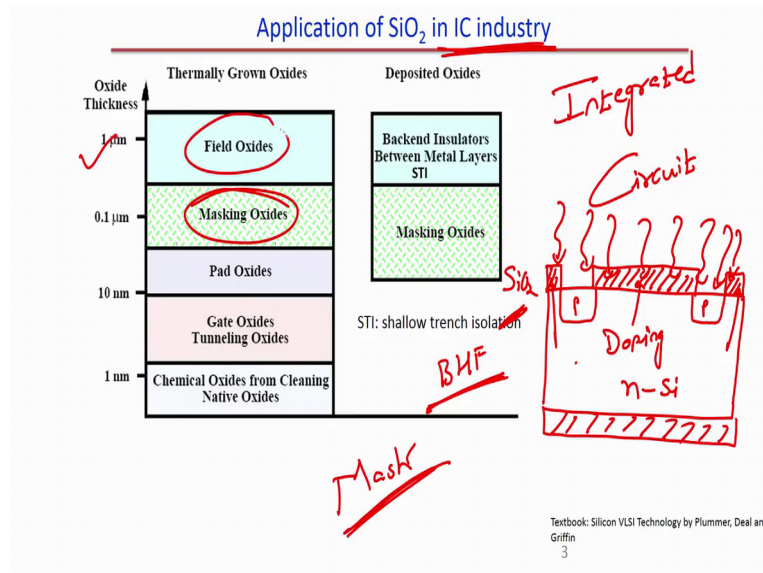 Application of SiO2 in IC industry
Thermally Grown Oxides
Deposited Oxides
Oxide
Thickness
1 µm
0.1 µm
10 nm
1 nm
Field Oxides
Masking Oxides
Pad Oxides
Gate Oxides
Tunneling Oxides
Chemical Oxides from Cleaning
Native Oxides
Backend Insulators
Between Metal Layers
STI
Masking Oxides
STI: shallow trench isolation
Integrated
Circuit
SiO2
P
P
Doping
n-Si
BHF
Mask
Textbook: Silicon VLSI Technology by Plummer, Deal an
Griffin
3